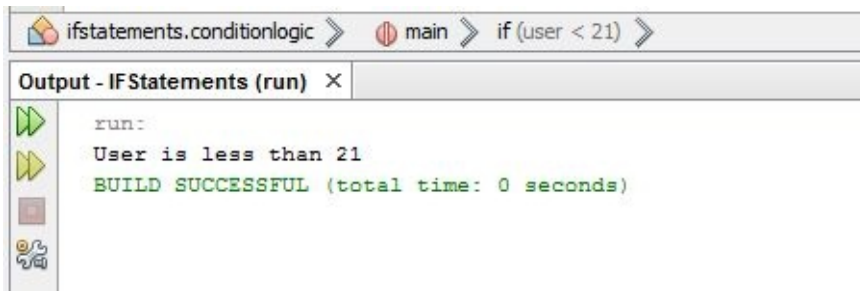 ifstatements.conditionlogic main if (user < 21)
Output - IFStatements (run)
run:
User is less than 21
BUILD SUCCESSFUL (total time: 0 seconds)